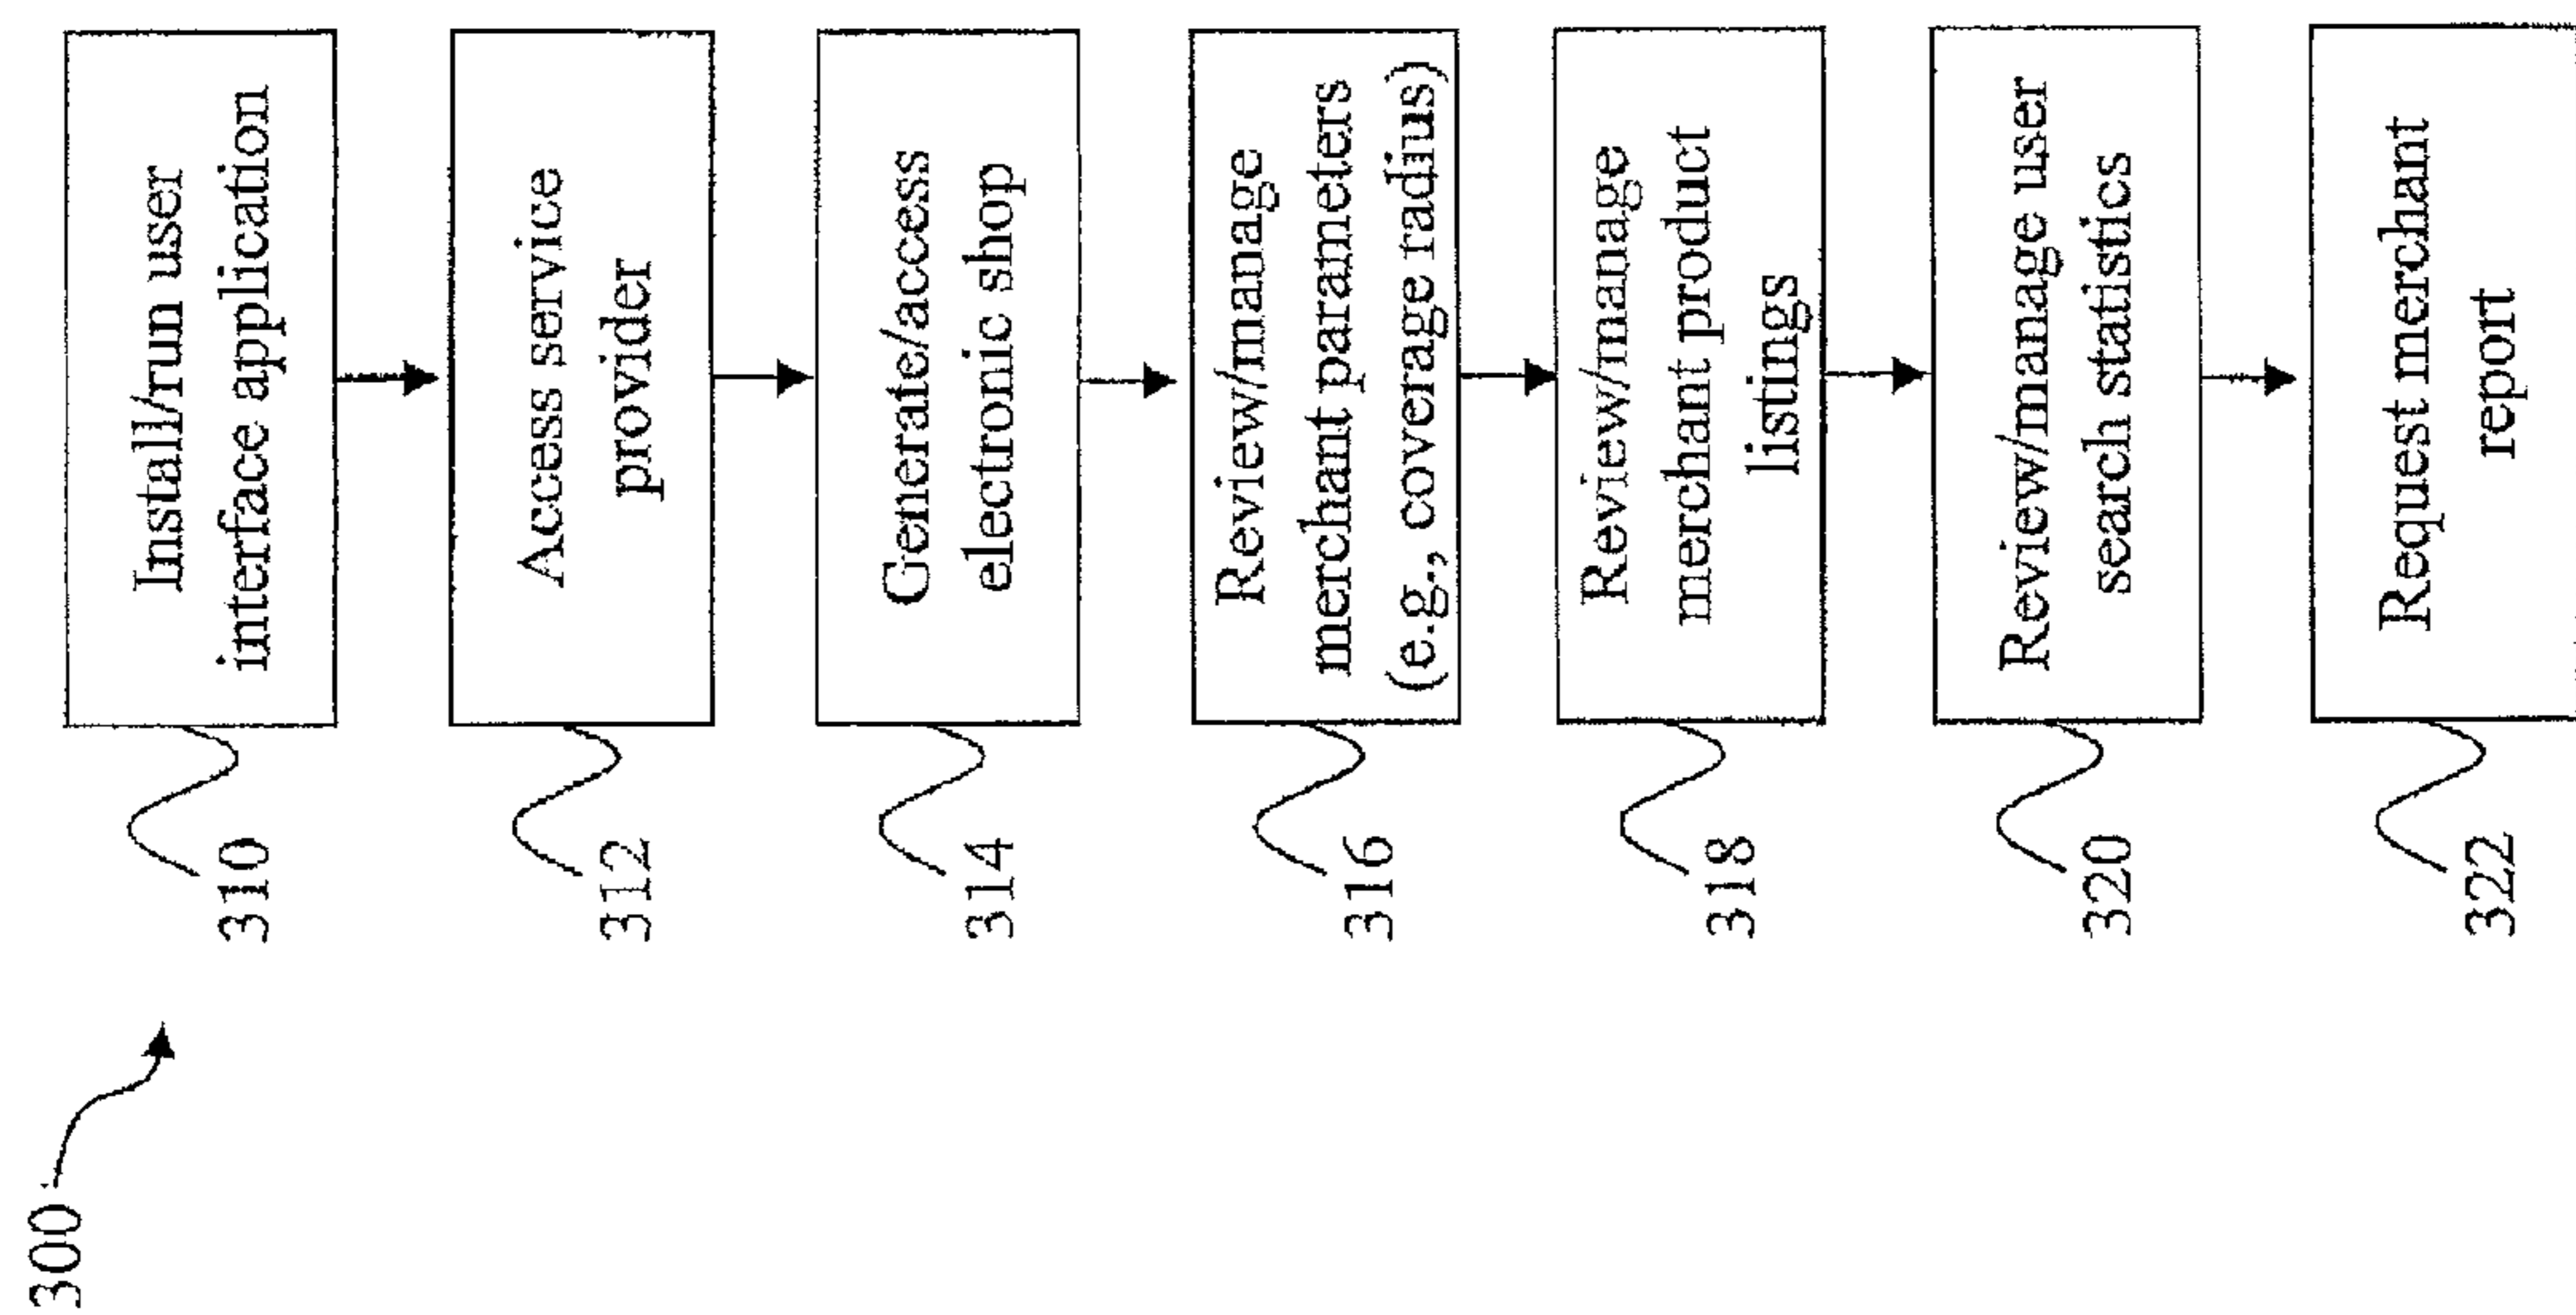 300
310
Install/run user
interface application
312
Access service
provider
314
Generate/access
electronic shop
316
Review/manage
merchant parameters
(e.g., coverage radius)
318
Review/manage
merchant product
listings
320
Review/manage user
search statistics
322
Request merchant
report